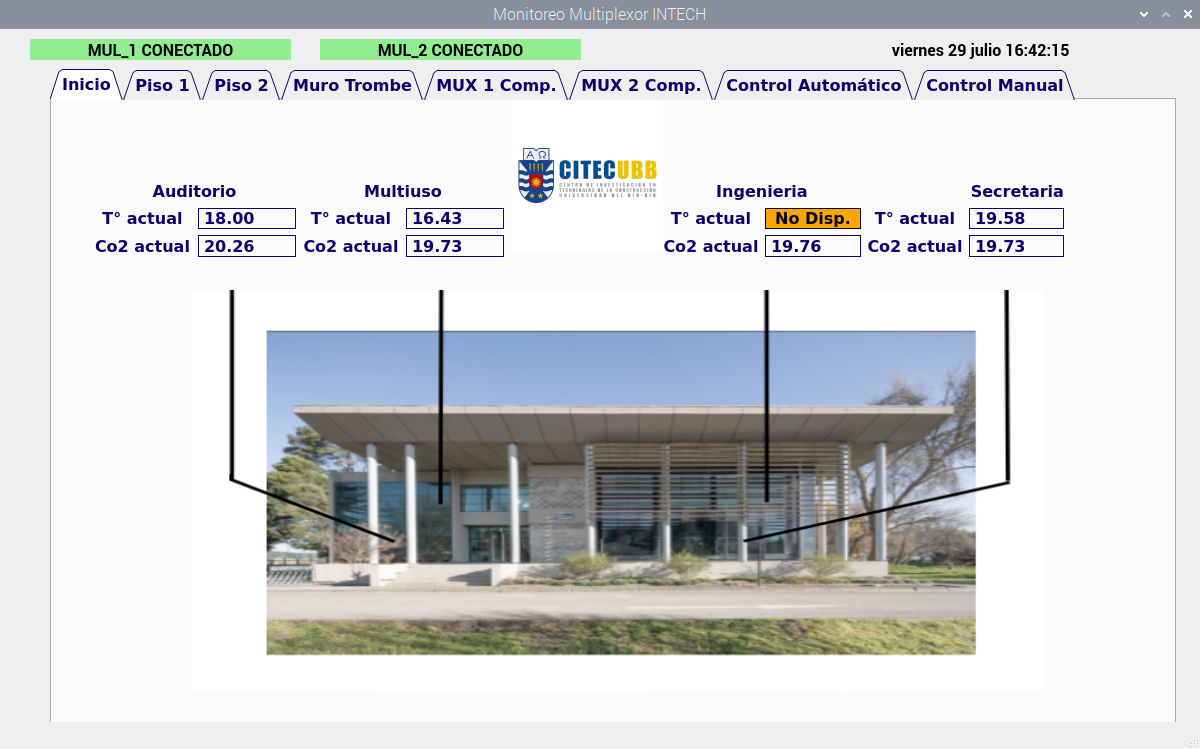 Monitoreo Multiplexor INTECH
MUL_1 CONECTADO MUL_2 CONECTADO viernes 29 julio 16:42:15
Inicio Piso 1 Piso 2 Muro Trombe MUX 1 Comp. MUX 2 Comp. Control Automático Control Manual
CITECUBB
CENTRO DE INVESTIGACIÓN EN
TECNOLOGÍAS DE LA CONSTRUCCIÓN
UNIVERSIDAD DEL BÍO-BÍO
Auditorio Multiuso Ingenieria Secretaria
T° actual 18.00 T° actual 16.43 T° actual No Disp. T° actual 19.58
Co2 actual 20.26 Co2 actual 19.73 Co2 actual 19.76 Co2 actual 19.73